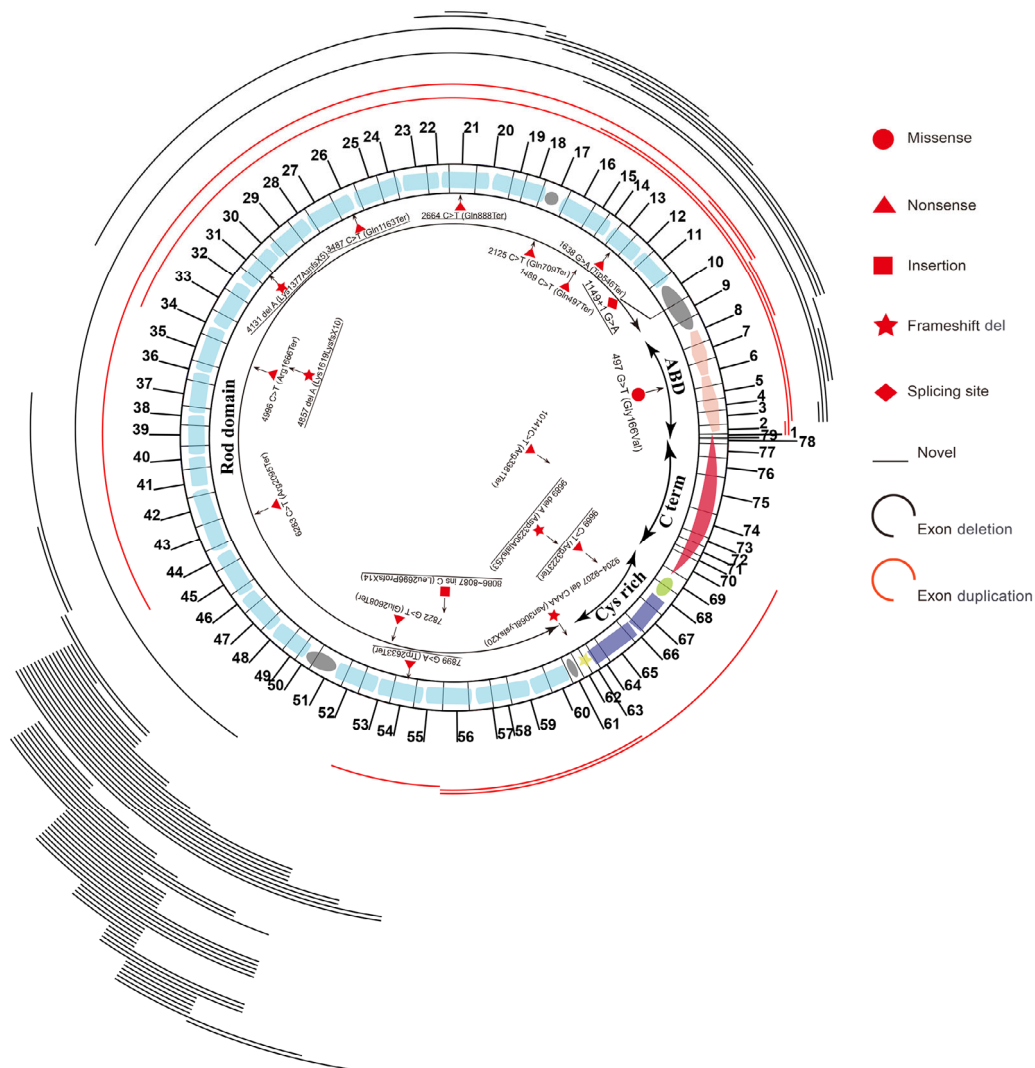 21
20
19
18
17
16
15
14
13
12
11
10
9
8
7
6
5
4
3
2
1
79
78
77
76
75
74
73
72
71
70
69
68
67
66
65
64
63
62
61
60
59
58
57
56
55
54
53
52
51
50
49
48
47
46
45
44
43
42
41
40
39
38
37
36
35
34
33
32
31
30
29
28
27
26
25
24
23
22
2664 C>T (Gln888Ter)
2125 C>T (Gln709Ter)
1638 G>A (Trp546Ter)
1489 C>T (Gln497Ter)
1149+1 G>A
497 G>T (Gly166Val)
3487 C>T (Gln1163Ter)
4131 del A (Lys1377AsnfsX5)
4996 C>T (Arg1666Ter)
4857 del A (Lys1619LysfsX10)
6283 C>T (Arg2095Ter)
7822 G>T (Glu2608Ter)
7899 G>A (Trp2633Ter)
8086~8087 ins C (Leu2696ProfsX14)
9204~9207 del CAAA (Asn3068LysfsX20)
9669 C>T (Arg3223Ter)
9689 del A (Asp3230AlafsX53)
10141C>T (Arg3381Ter)
Rod domain
ABD
C term
Cys rich
Missense
Nonsense
Insertion
Frameshift del
Splicing site
Novel
Exon deletion
Exon duplication